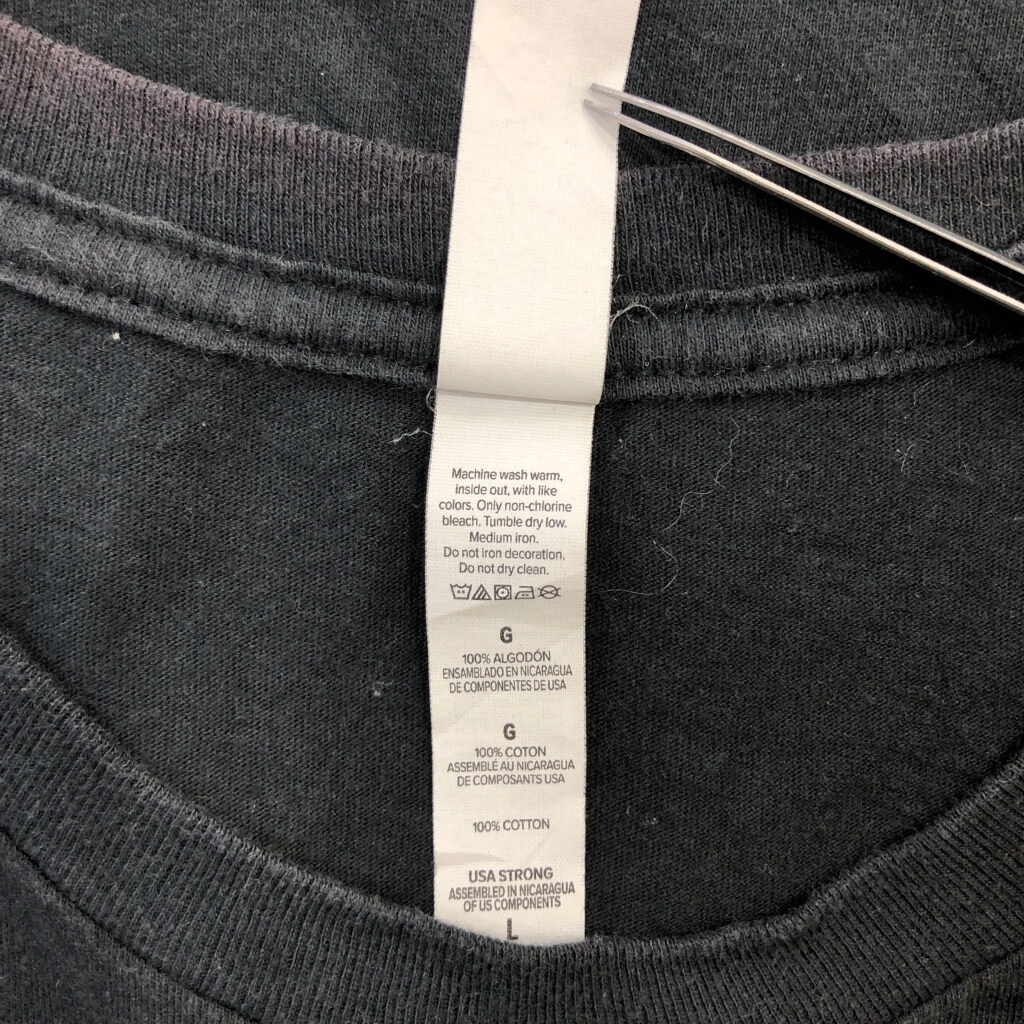 Machine wash warm,
inside out, with like
colors. Only non-chlorine
bleach. Tumble dry low.
Medium iron.
Do not iron decoration.
Do not dry clean.
G
100% ALGODÓN
ENSAMBLADO EN NICARAGUA
DE COMPONENTES DE USA
G
100% COTON
ASSEMBLÉ AU NICARAGUA
DE COMPOSANTS USA
100% COTTON
USA STRONG
ASSEMBLED IN NICARAGUA
OF US COMPONENTS
L